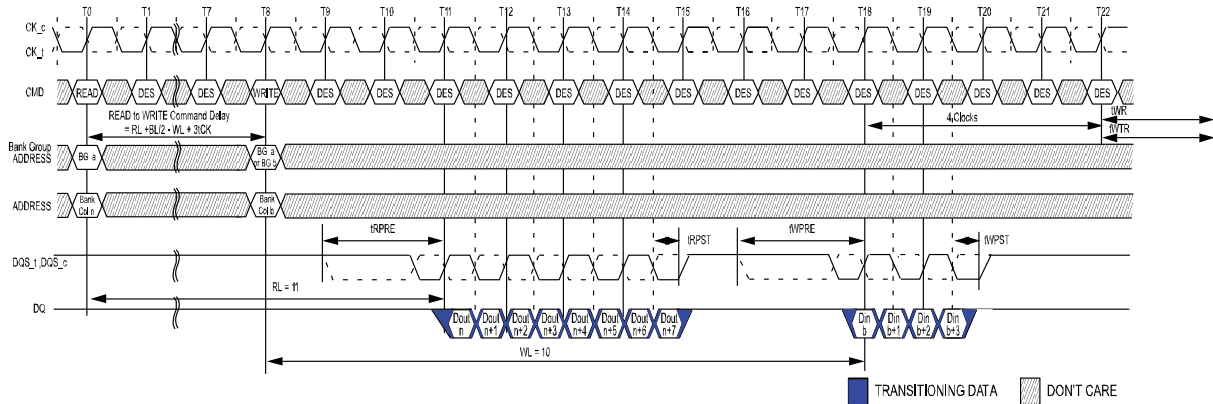 T0 T1 T7 T8 T9 T10 T11 T12 T13 T14 T15 T16 T17 T18 T19 T20 T21 T22
CK_c
CK_t
CMD READ DES DES WRITE DES DES DES DES DES DES DES DES DES DES DES DES DES DES
READ to WRITE Command Delay
= RL +BL/2 - WL + 3tCK
4 Clocks
tWR
tWTR
Bank Group
ADDRESS
BG a
BG a
or BG b
ADDRESS
Bank
Col n
Bank
Col b
tRPRE tRPST tWPRE tWPST
DQS_t,DQS_c
RL = 11
DQ
Dout
n
Dout
n+1
Dout
n+2
Dout
n+3
Dout
n+4
Dout
n+5
Dout
n+6
Dout
n+7
Din
b
Din
b+1
Din
b+2
Din
b+3
WL = 10
TRANSITIONING DATA
DON'T CARE